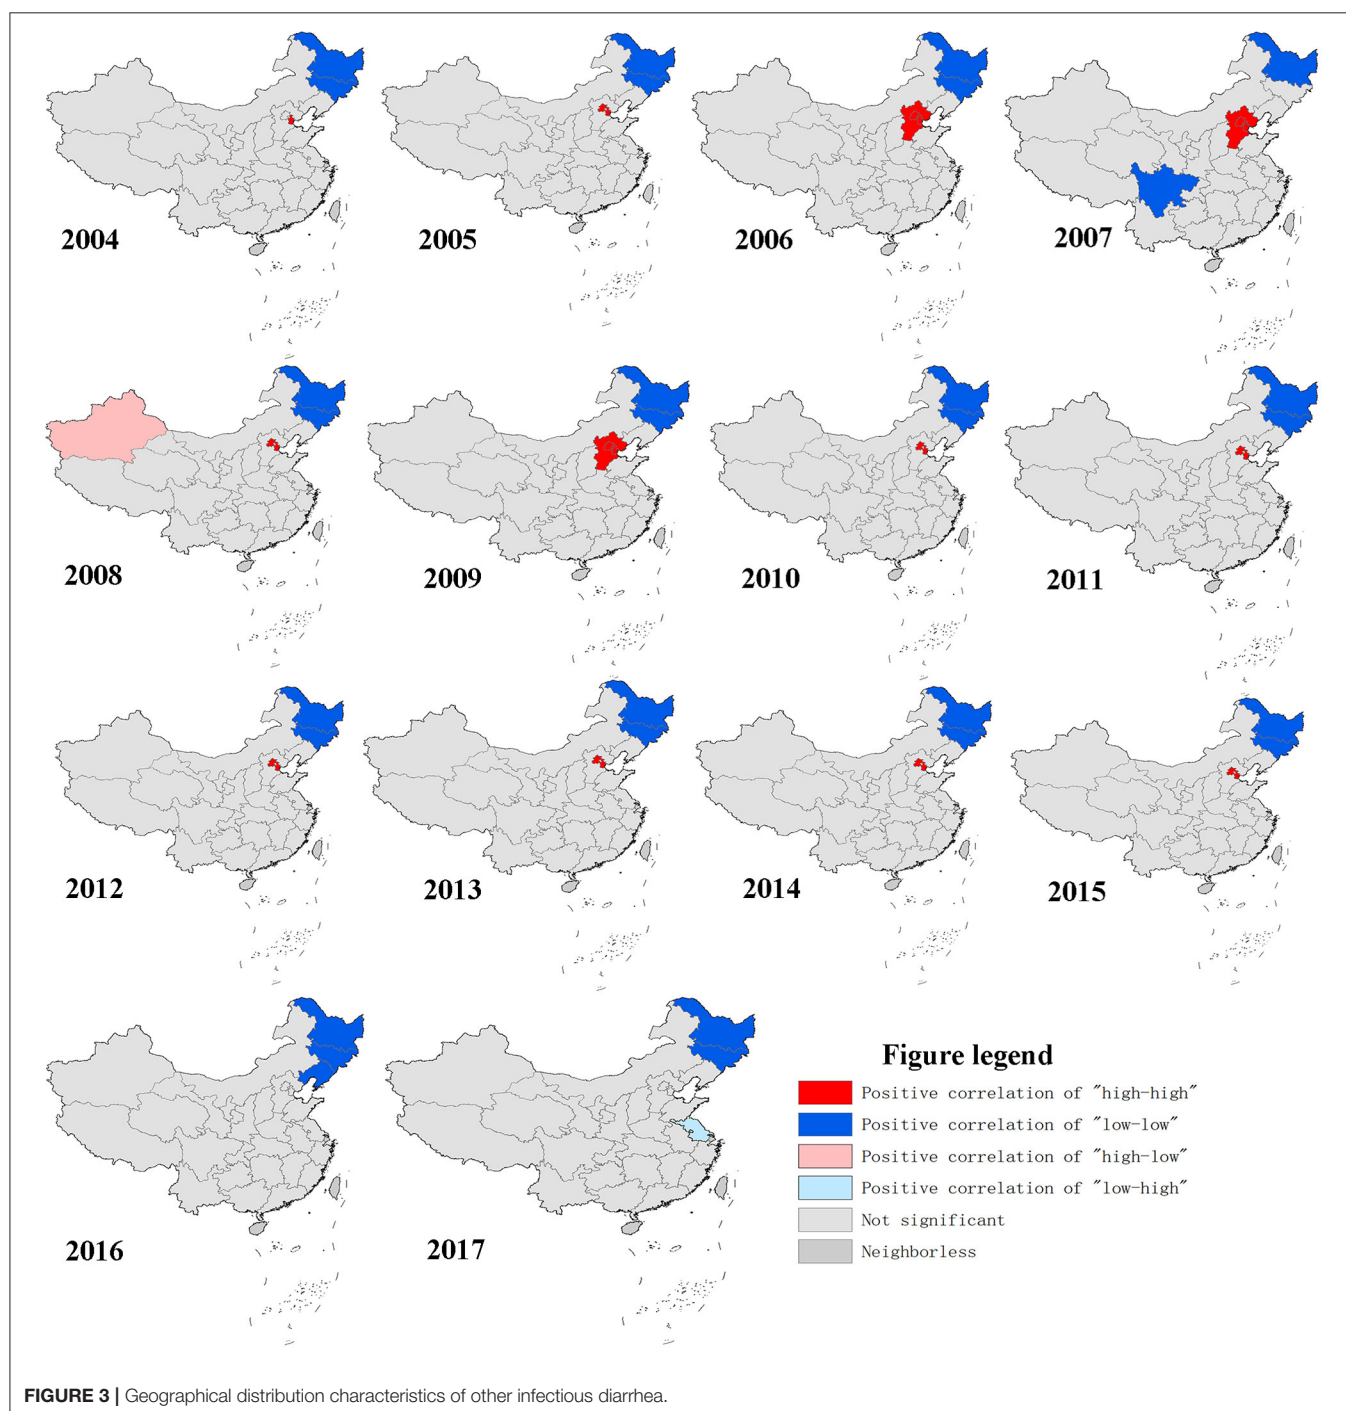 2004
2005
2006
2007
2008
2009
2010
2011
2012
2013
2014
2015
2016
2017
Figure legend
Positive correlation of "high-high"
Positive correlation of "low-low"
Positive correlation of "high-low"
Positive correlation of "low-high"
Not significant
Neighborless
FIGURE 3 | Geographical distribution characteristics of other infectious diarrhea.